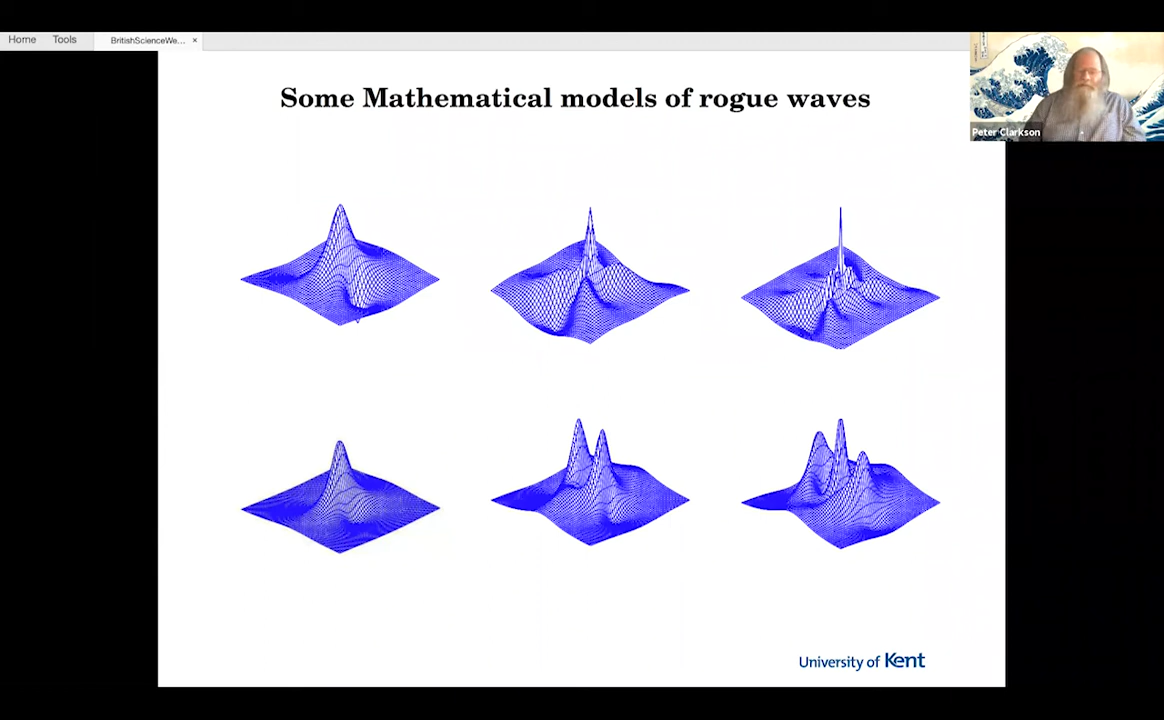 Home Tools BritishScienceWe... ×
Some Mathematical models of rogue waves
Peter Clarkson
University of Kent